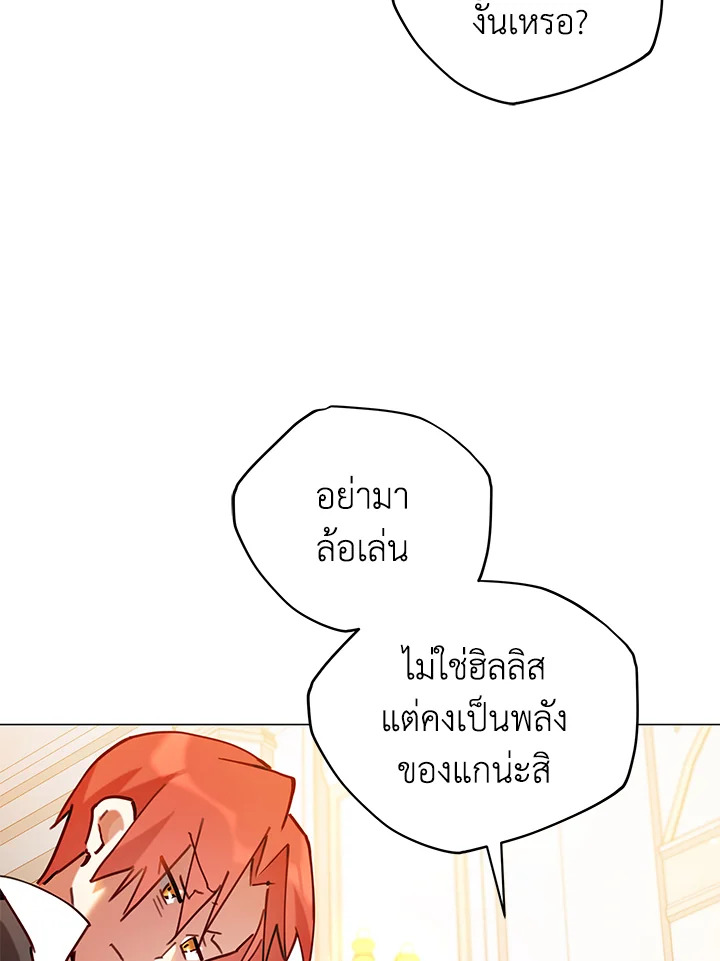 งั้นเหรอ?
อย่ามา
ล้อเล่น
ไม่ใช่ฮิลลิส
แต่คงเป็นพลัง
ของแกน่ะสิ